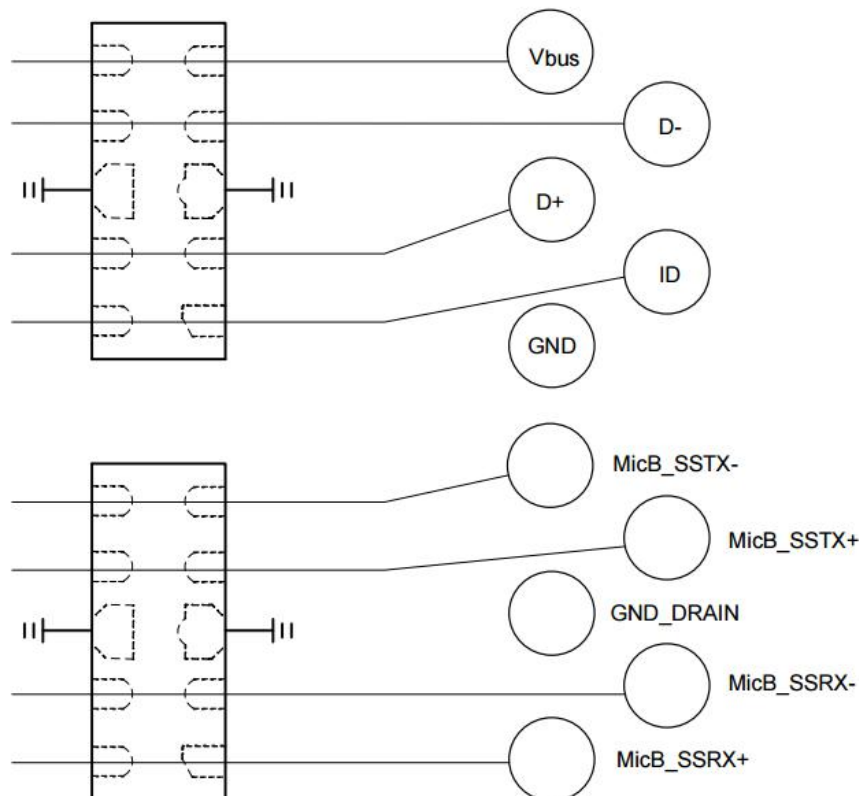 Vbus
D-
D+
ID
GND
MicB_SSTX-
MicB_SSTX+
GND_DRAIN
MicB_SSRX-
MicB_SSRX+